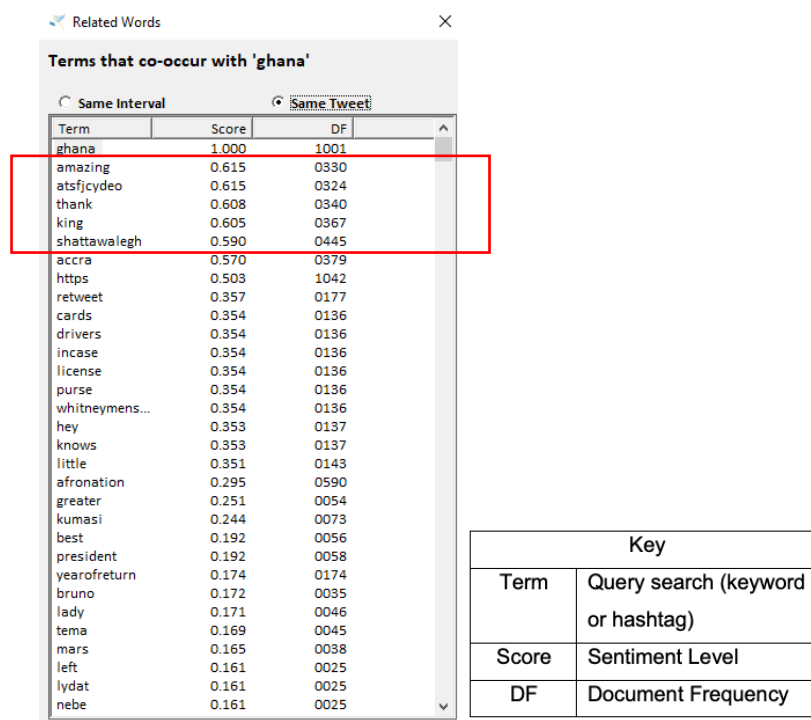 Related Words
Terms that co-occur with 'ghana'
Same Interval Same Tweet
Term Score DF
ghana 1.000 1001
amazing 0.615 0330
atsfjcydeo 0.615 0324
thank 0.608 0340
king 0.605 0367
shattawalegh 0.590 0445
accra 0.570 0379
https 0.503 1042
retweet 0.357 0177
cards 0.354 0136
drivers 0.354 0136
incase 0.354 0136
license 0.354 0136
purse 0.354 0136
whitneymens... 0.354 0136
hey 0.353 0137
knows 0.353 0137
little 0.351 0143
afronation 0.295 0590
greater 0.251 0054
kumasi 0.244 0073
best 0.192 0056
president 0.192 0058
yearofreturn 0.174 0174
bruno 0.172 0035
lady 0.171 0046
tema 0.169 0045
mars 0.165 0038
left 0.161 0025
lydat 0.161 0025
nebe 0.161 0025
Key
Term Query search (keyword
or hashtag)
Score Sentiment Level
DF Document Frequency